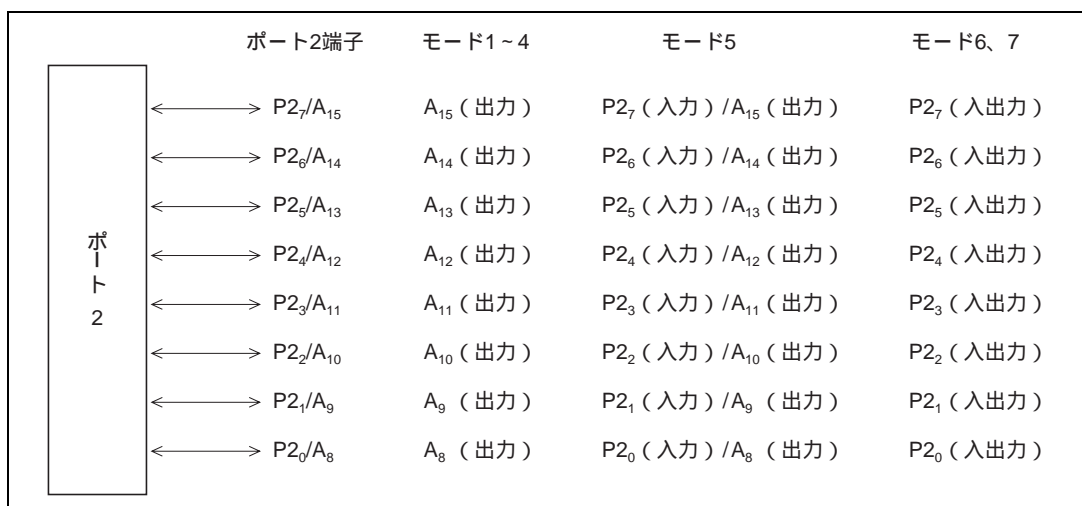 ポート2端子 モード1~4 モード5 モード6、7
P2₇/A₁₅ A₁₅(出力) P2₇(入力)/A₁₅(出力) P2₇(入出力)
P2₆/A₁₄ A₁₄(出力) P2₆(入力)/A₁₄(出力) P2₆(入出力)
P2₅/A₁₃ A₁₃(出力) P2₅(入力)/A₁₃(出力) P2₅(入出力)
P2₄/A₁₂ A₁₂(出力) P2₄(入力)/A₁₂(出力) P2₄(入出力)
P2₃/A₁₁ A₁₁(出力) P2₃(入力)/A₁₁(出力) P2₃(入出力)
P2₂/A₁₀ A₁₀(出力) P2₂(入力)/A₁₀(出力) P2₂(入出力)
P2₁/A₉ A₉(出力) P2₁(入力)/A₉(出力) P2₁(入出力)
P2₀/A₈ A₈(出力) P2₀(入力)/A₈(出力) P2₀(入出力)
ポート2